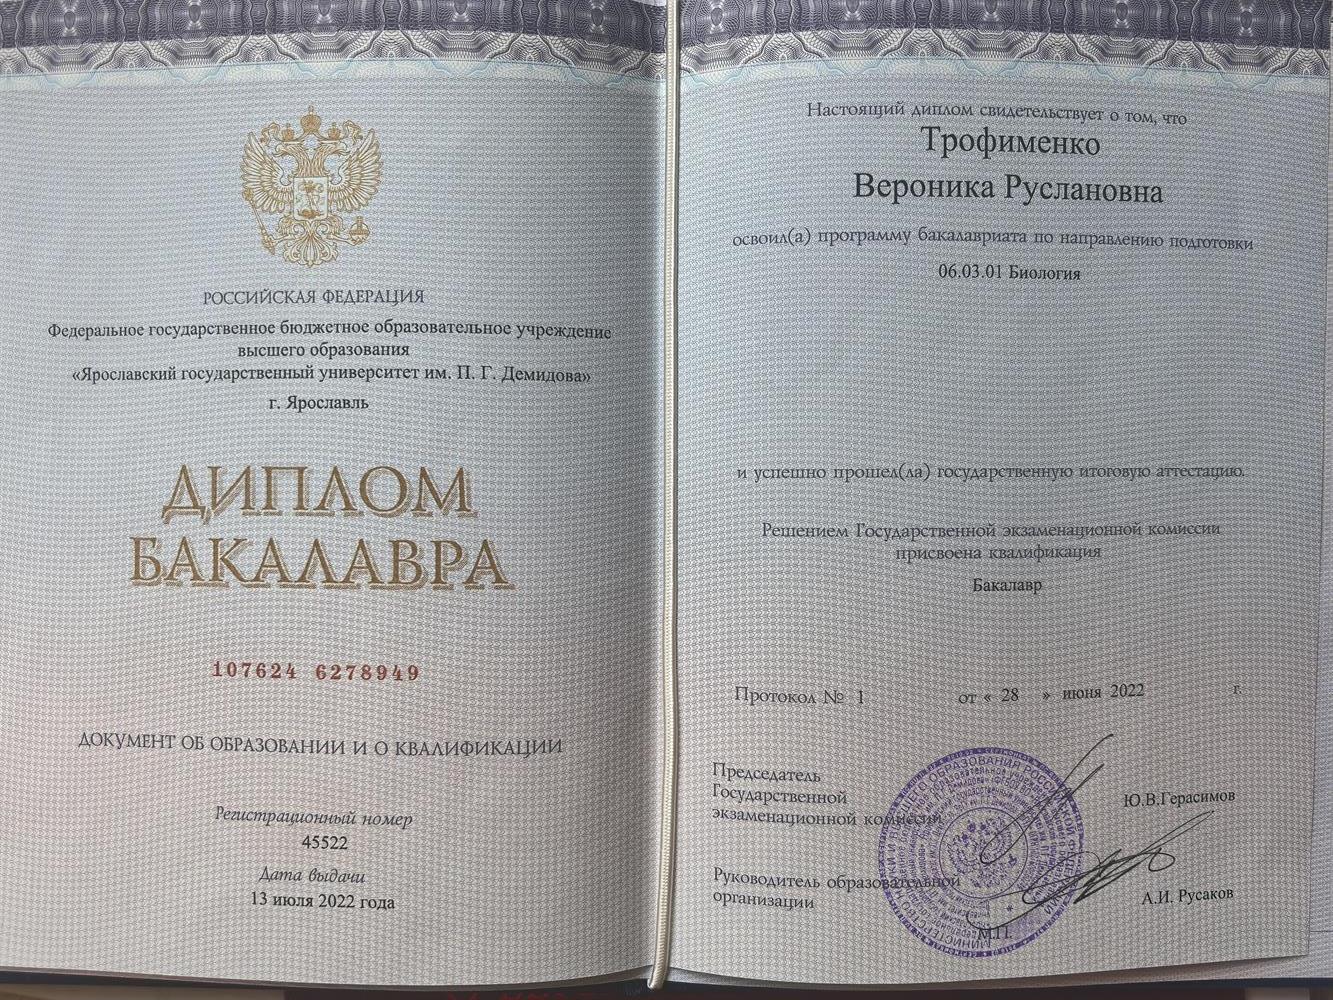 РОССИЙСКАЯ ФЕДЕРАЦИЯ
Федеральное государственное бюджетное образовательное учреждение
высшего образования
«Ярославский государственный университет им. П. Г. Демидова»
г. Ярославль
ДИПЛОМ
БАКАЛАВРА
107624 6278949
ДОКУМЕНТ ОБ ОБРАЗОВАНИИ И О КВАЛИФИКАЦИИ
Регистрационный номер
45522
Дата выдачи
13 июля 2022 года
Настоящий диплом свидетельствует о том, что
Трофименко
Вероника Руслановна
освоил(а) программу бакалавриата по направлению подготовки
06.03.01 Биология
и успешно прошел(ла) государственную итоговую аттестацию.
Решением Государственной экзаменационной комиссии
присвоена квалификация
Бакалавр
Протокол № 1 от « 28 » июня 2022 г.
Председатель
Государственной
экзаменационной комиссии
Ю.В.Герасимов
Руководитель образовательной
организации
А.И. Русаков
М.П.